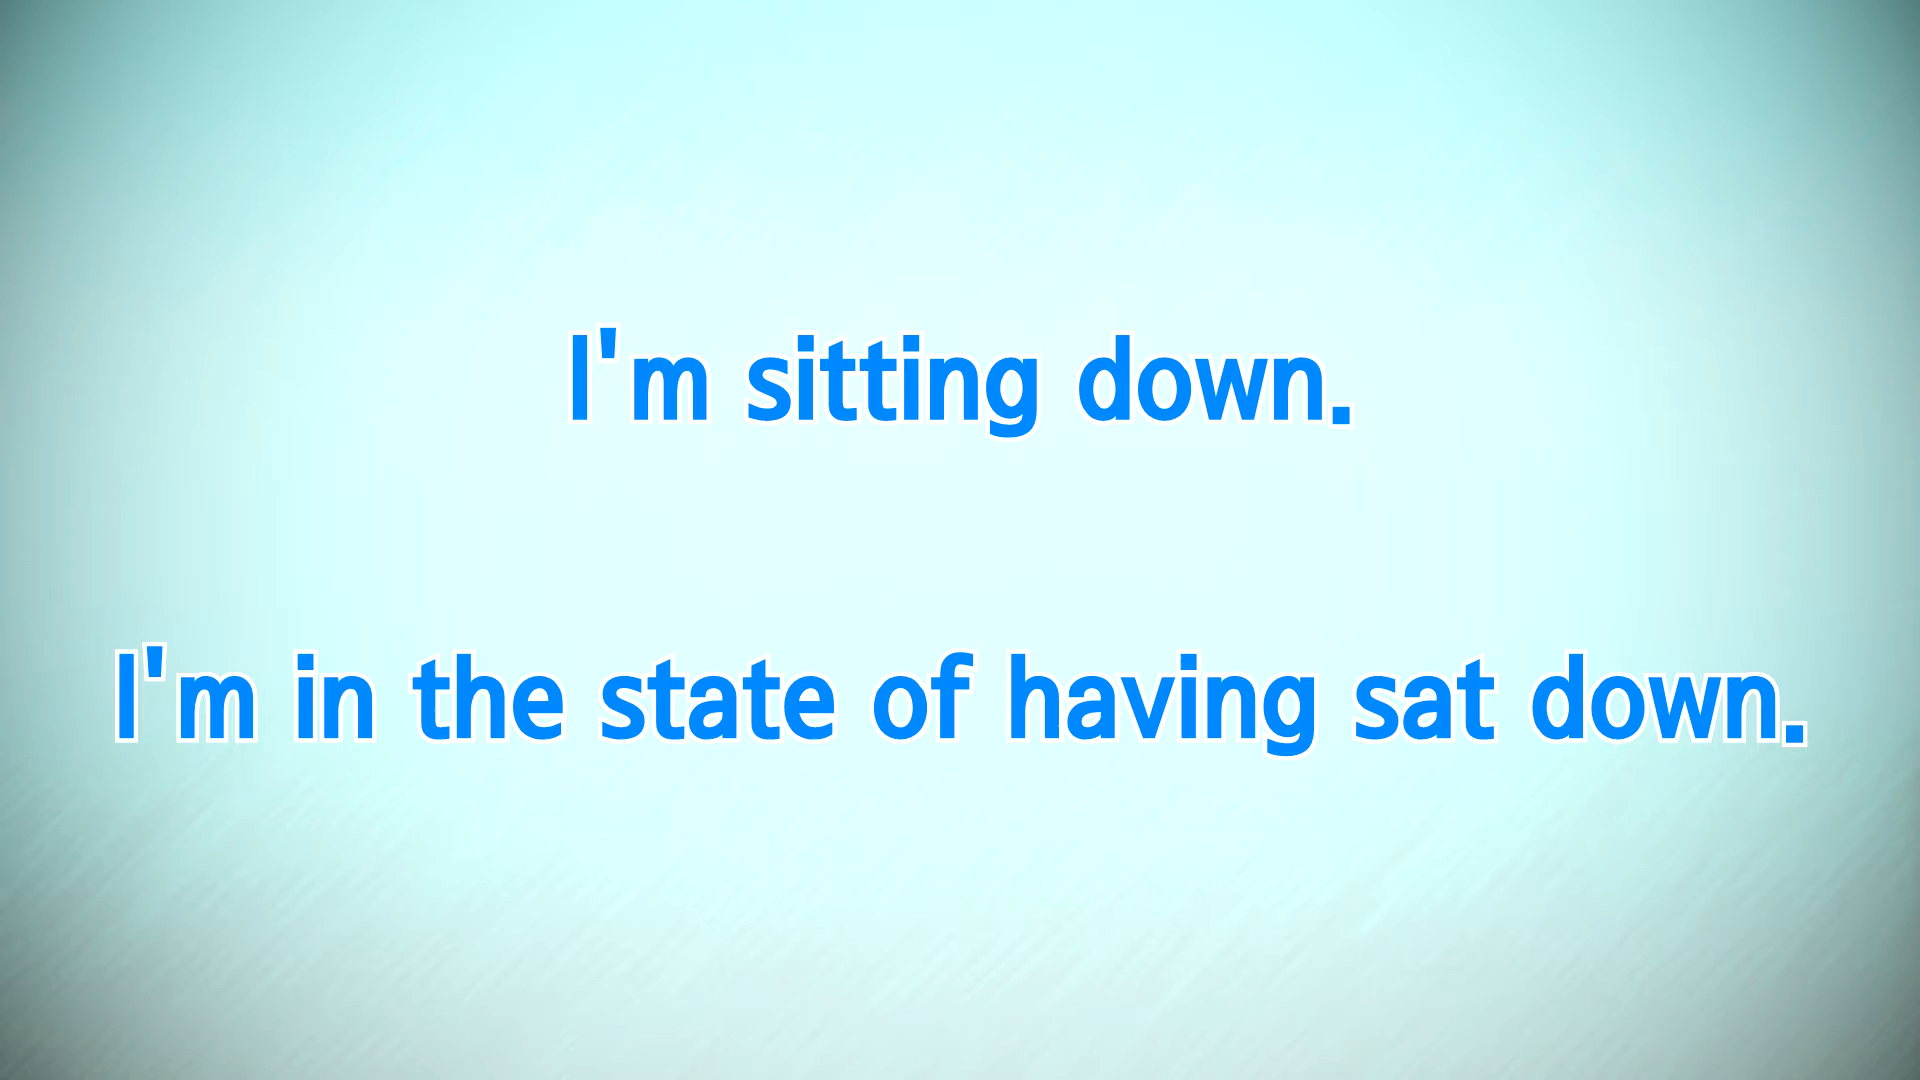 I'm sitting down.
I'm in the state of having sat down.